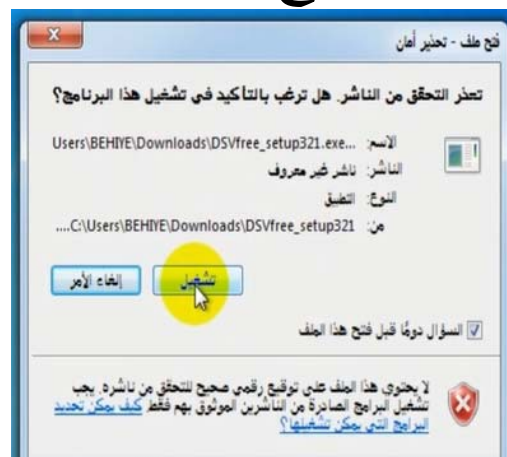 فتح ملف - تحذير أمان
تعذر التحقق من الناشر. هل ترغب بالتأكيد في تشغيل هذا البرنامج؟
الاسم: Users\BEHIYE\Downloads\DSVfree_setup321.exe...
الناشر: ناشر غير معروف
النوع: التطبيق
من: C:\Users\BEHIYE\Downloads\DSVfree_setup321....
تشغيل
إلغاء الأمر
السؤال دومًا قبل فتح هذا الملف
لا يحتوي هذا الملف على توقيع رقمي صحيح للتحقق من ناشره. يجب
تشغيل البرامج الصادرة من الناشرين الموثوق بهم فقط كيف يمكن تحديد
البرامج التي يمكن تشغيلها؟